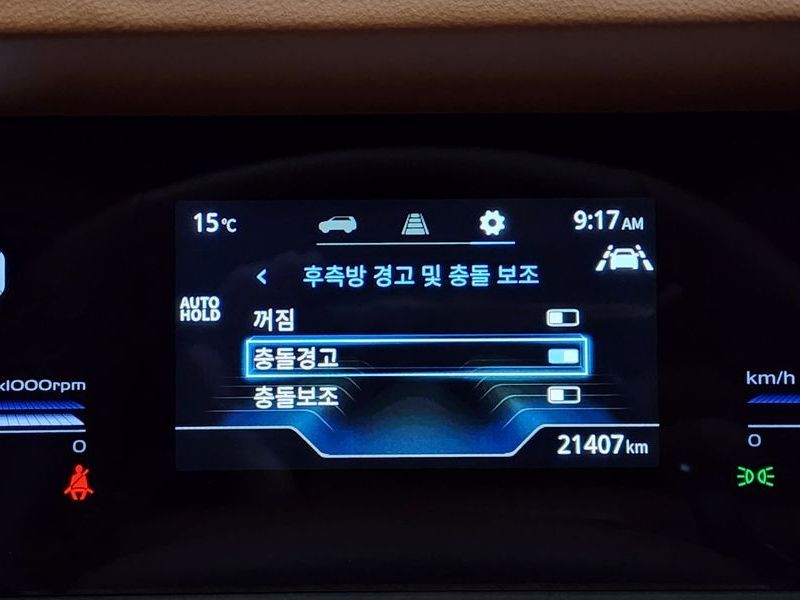 15℃
9:17AM
후측방 경고 및 충돌 보조
AUTO
HOLD
꺼짐
충돌경고
충돌보조
x1000rpm
km/h
0
0
21407km